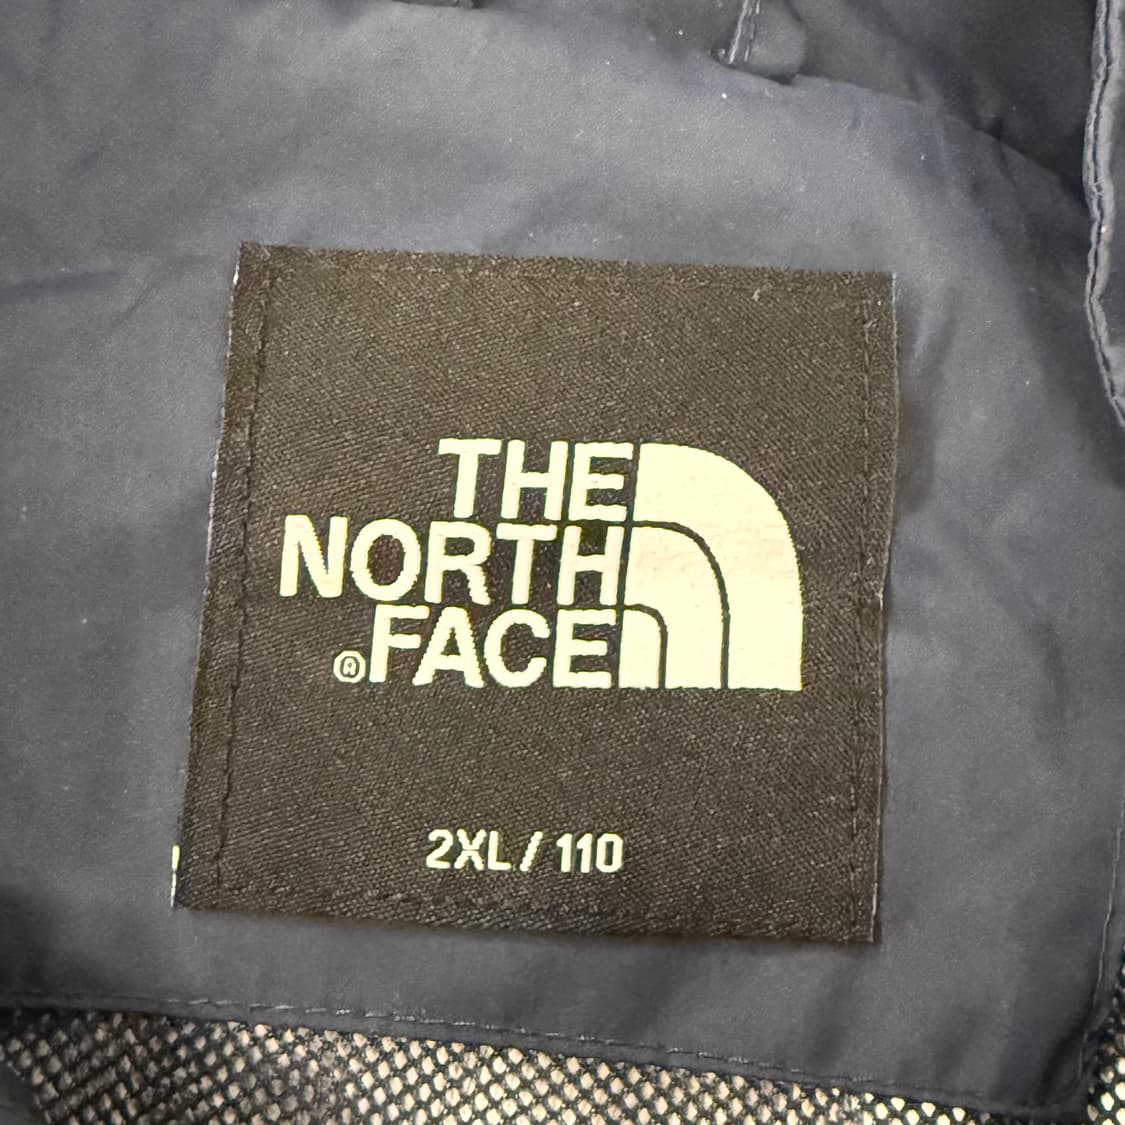 THE
NORTH
®FACE
2XL / 110